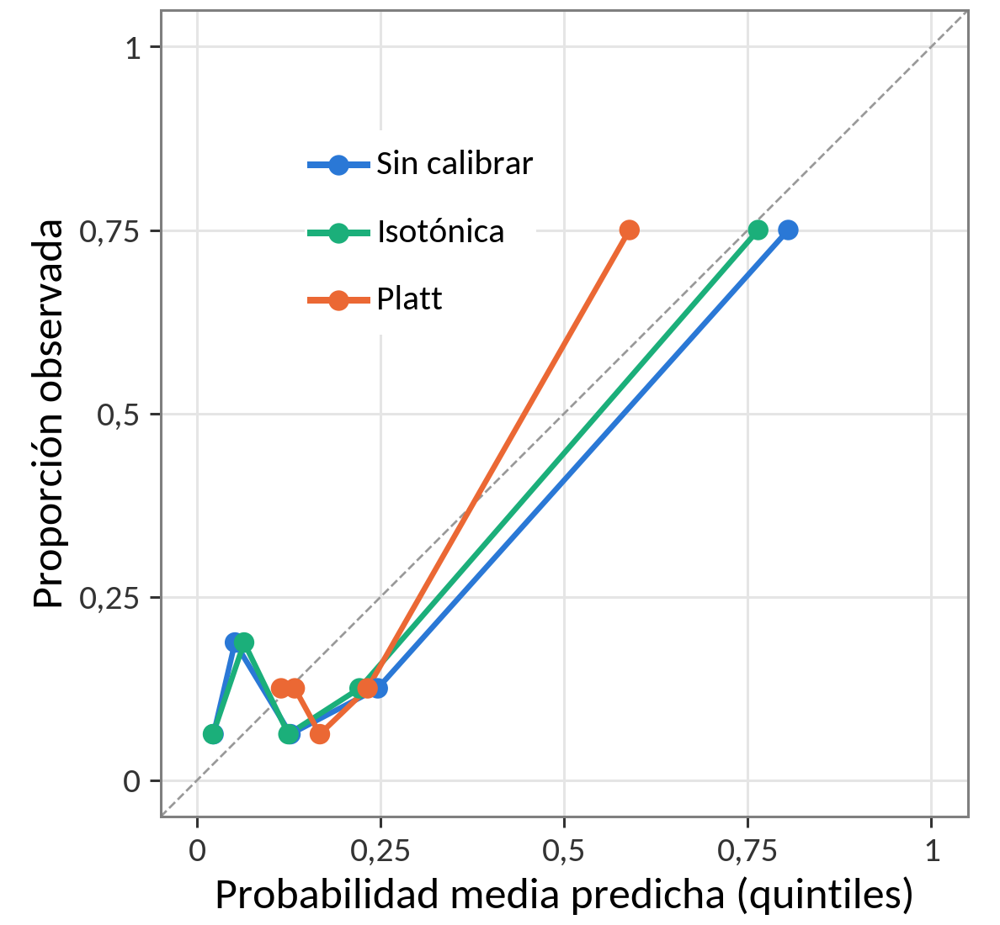 Proporción observada
1
0,75
0,5
0,25
0
Sin calibrar
Isotónica
Platt
0
0,25
0,5
0,75
1
Probabilidad media predicha (quintiles)